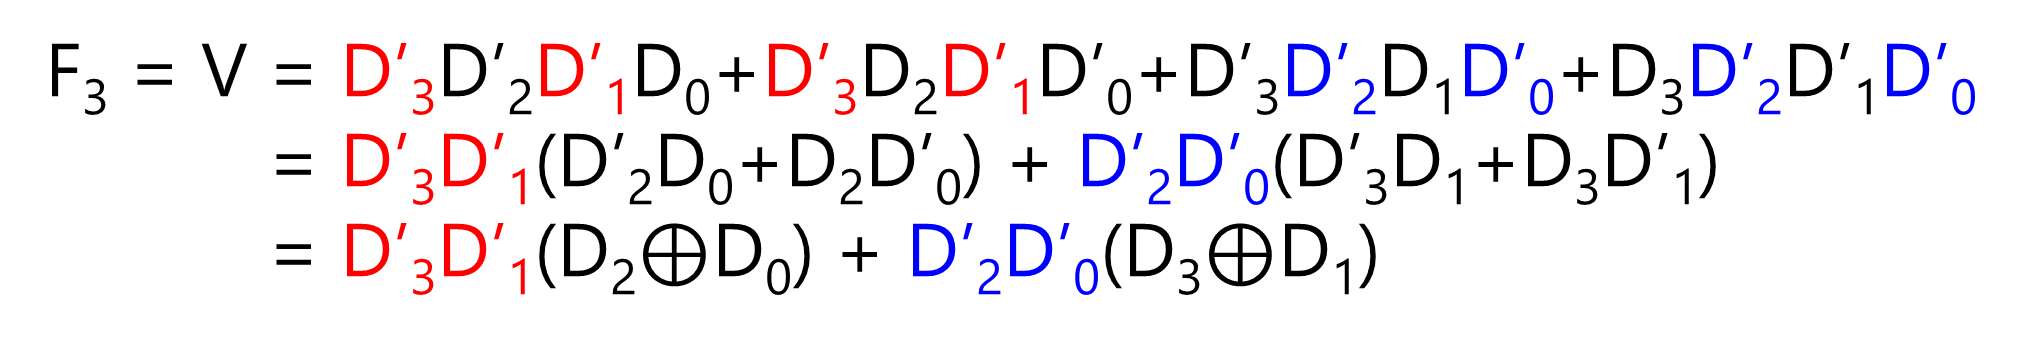 F₃ = V = D′₃D′₂D′₁D₀+D′₃D₂D′₁D′₀+D′₃D′₂D₁D′₀+D₃D′₂D′₁D′₀
= D′₃D′₁(D′₂D₀+D₂D′₀) + D′₂D′₀(D′₃D₁+D₃D′₁)
= D′₃D′₁(D₂⊕D₀) + D′₂D′₀(D₃⊕D₁)